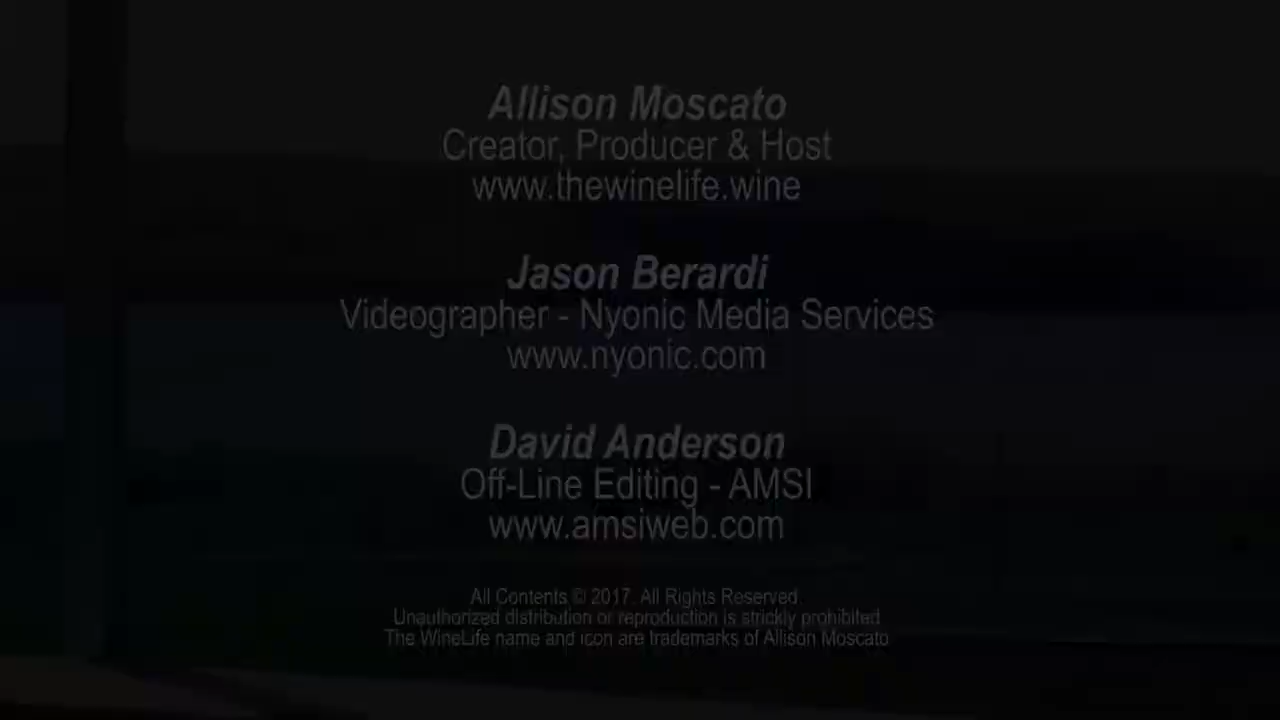 Allison Moscato
Creator, Producer & Host
www.thewinelife.wine
Jason Berardi
Videographer - Nyonic Media Services
www.nyonic.com
David Anderson
Off-Line Editing - AMSI
www.amsiweb.com
All Contents © 2017. All Rights Reserved.
Unauthorized distribution or reproduction is strickly prohibited
The WineLife name and icon are trademarks of Allison Moscato